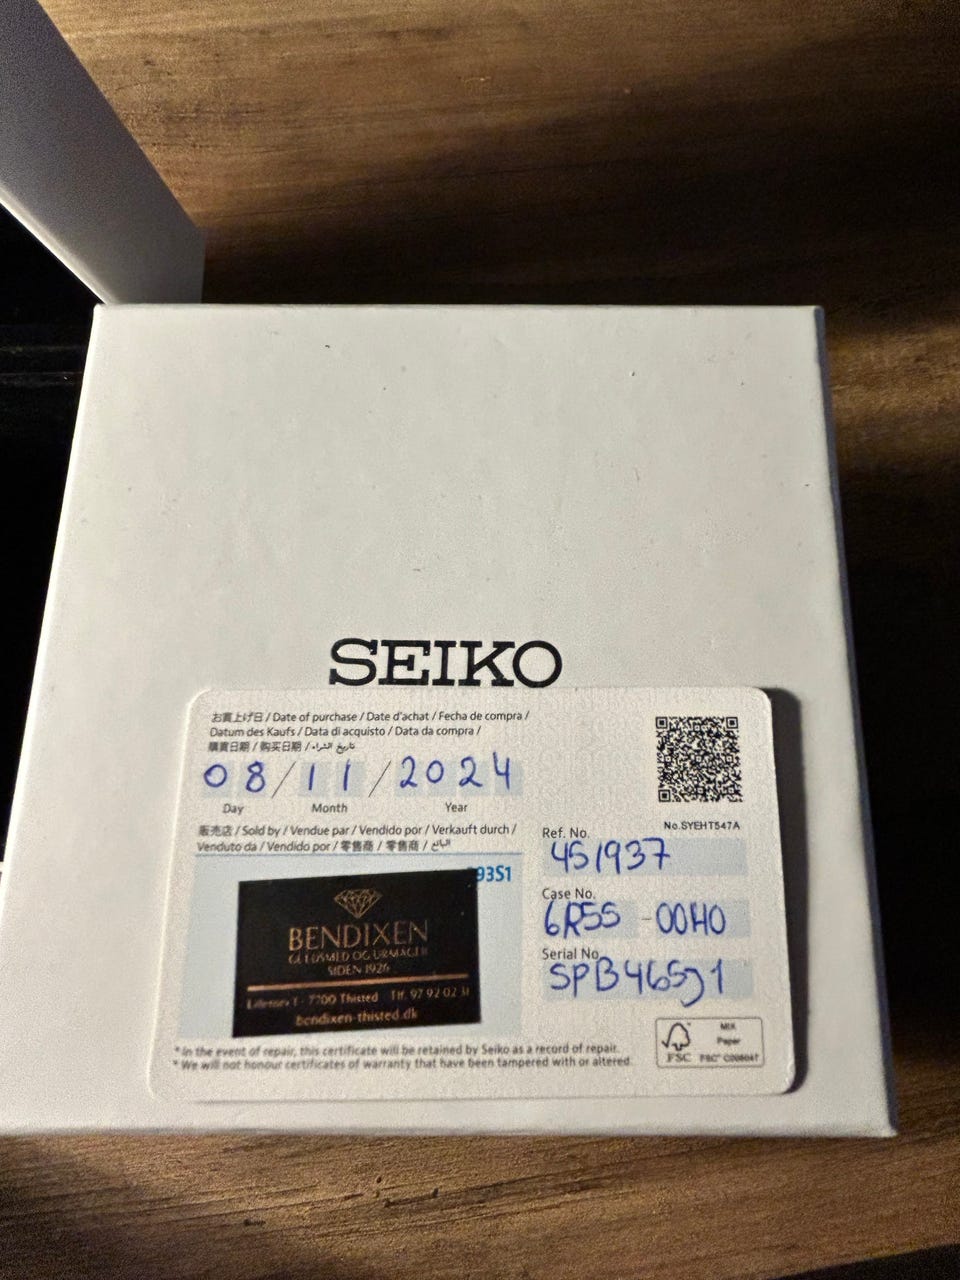 SEIKO
お買上げ日 / Date of purchase / Date d'achat / Fecha de compra /
Datum des Kaufs / Data di acquisto / Data da compra /
購買日期 / 购买日期 / تاريخ الشراء
08 / 11 / 2024
Day Month Year
No.SYEHT547A
販売店 / Sold by / Vendue par / Vendido por / Verkauft durch /
Venduto da / Vendido por / 零售商 / 零售商 / البائع
93S1
BENDIXEN
GULDSMED OG URMAGER
SIDEN 1926
7700 Thisted Tlf. 97 92 02 31
bendixen-thisted.dk
Ref. No.
451937
Case No.
6R55 - 00H0
Serial No.
SPB465J1
* In the event of repair, this certificate will be retained by Seiko as a record of repair.
* We will not honour certificates of warranty that have been tampered with or altered.
MIX
Paper
FSC